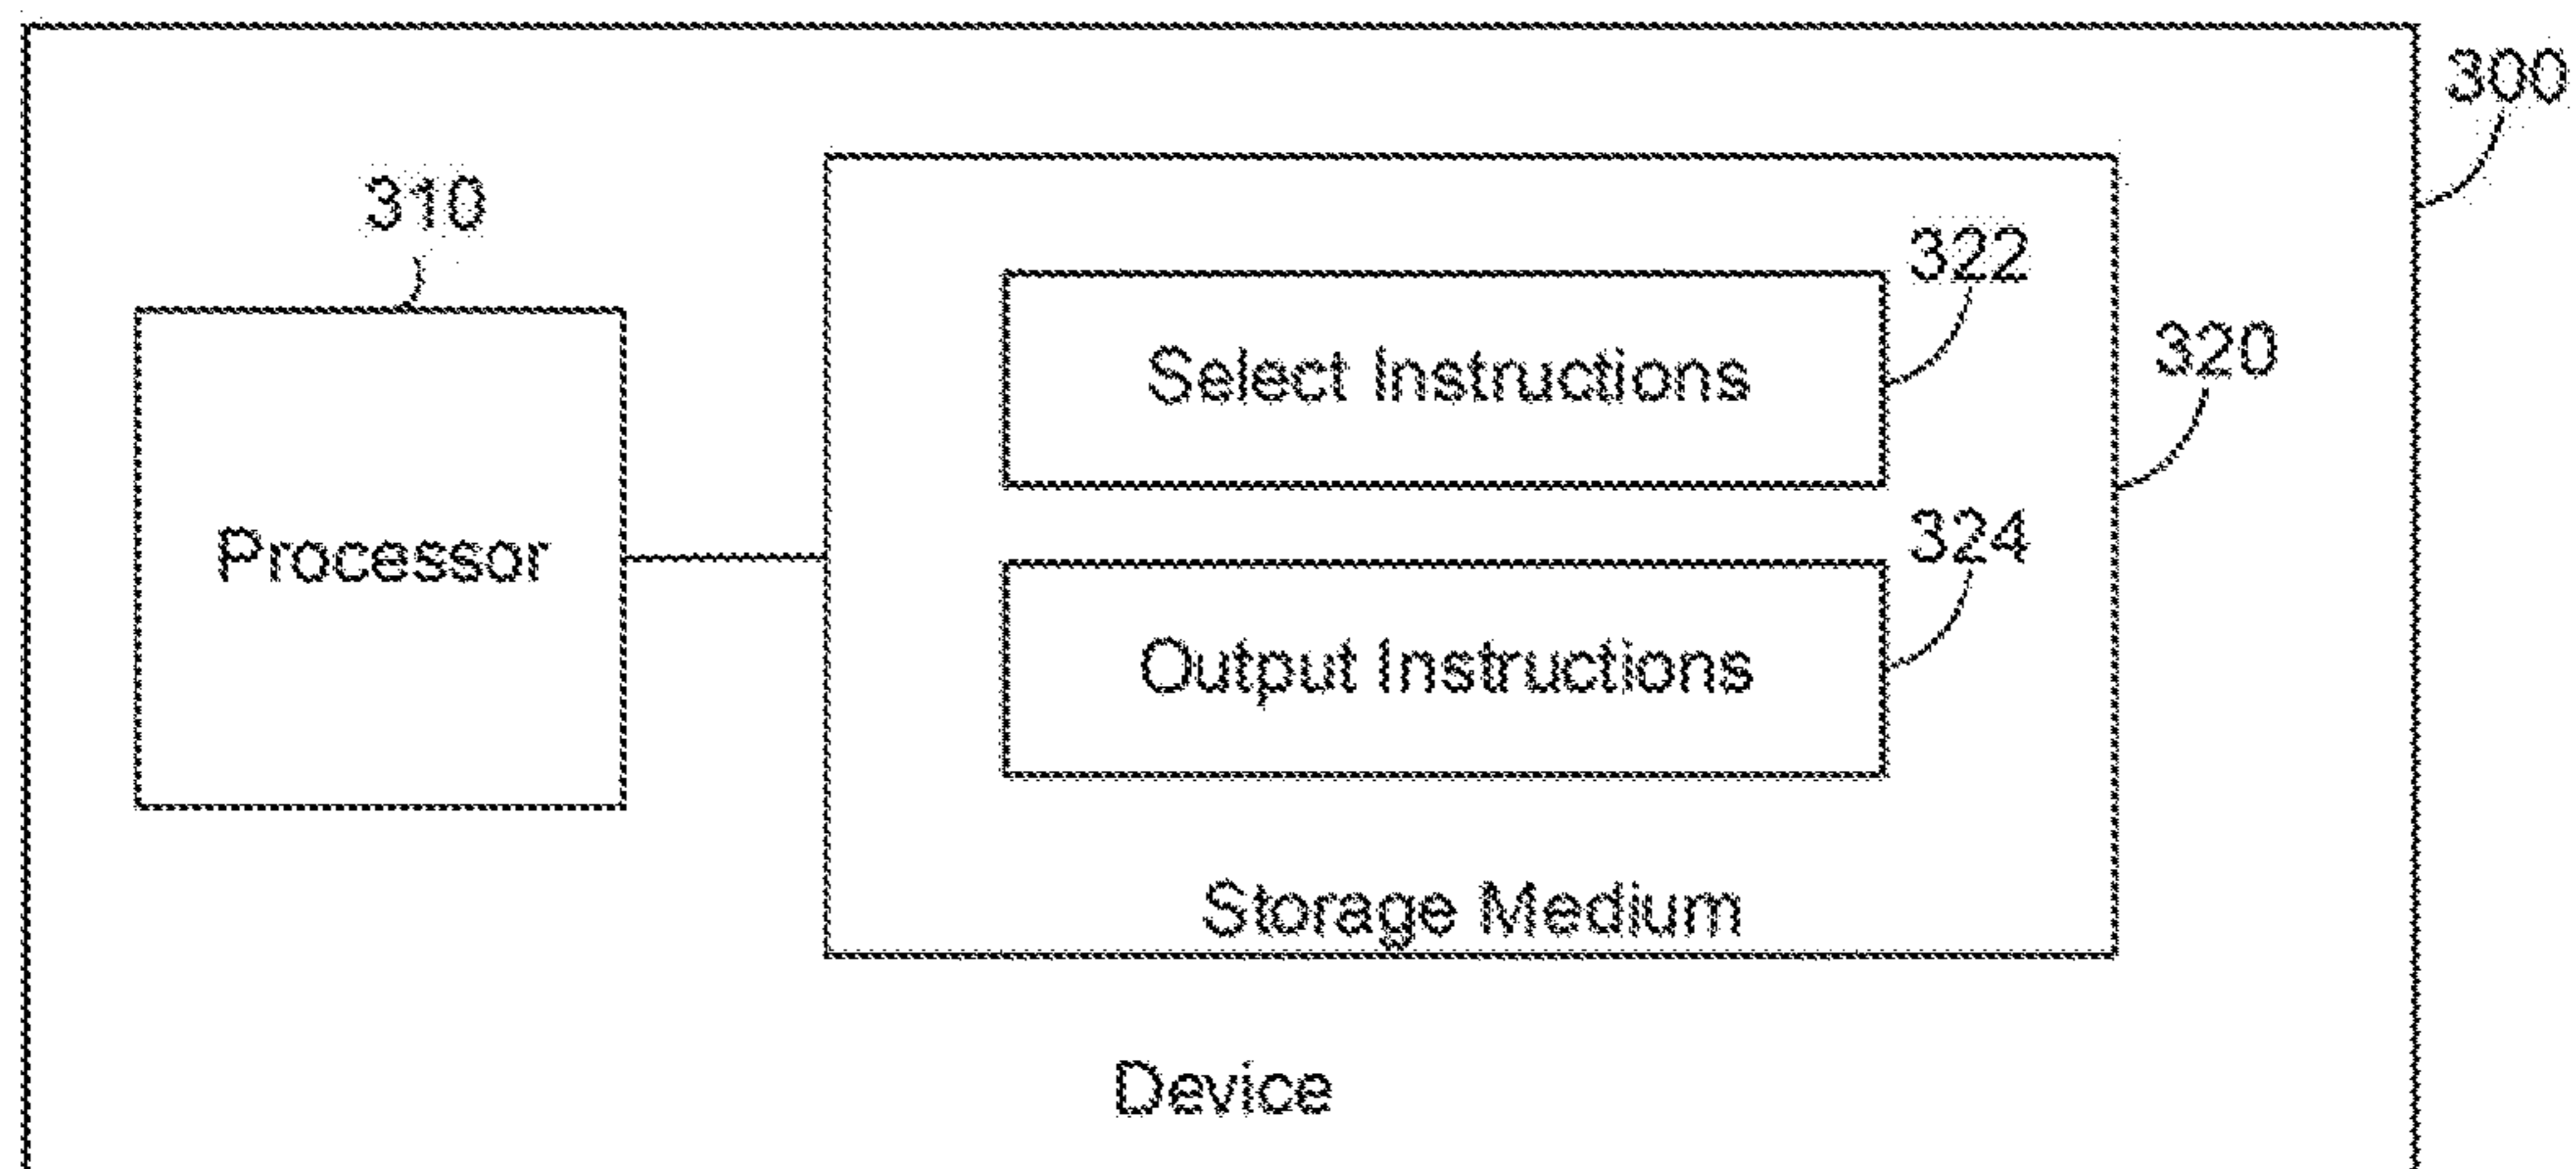 300
310
322
Select Instructions
320
324
Processor
Output Instructions
Storage Medium
Device